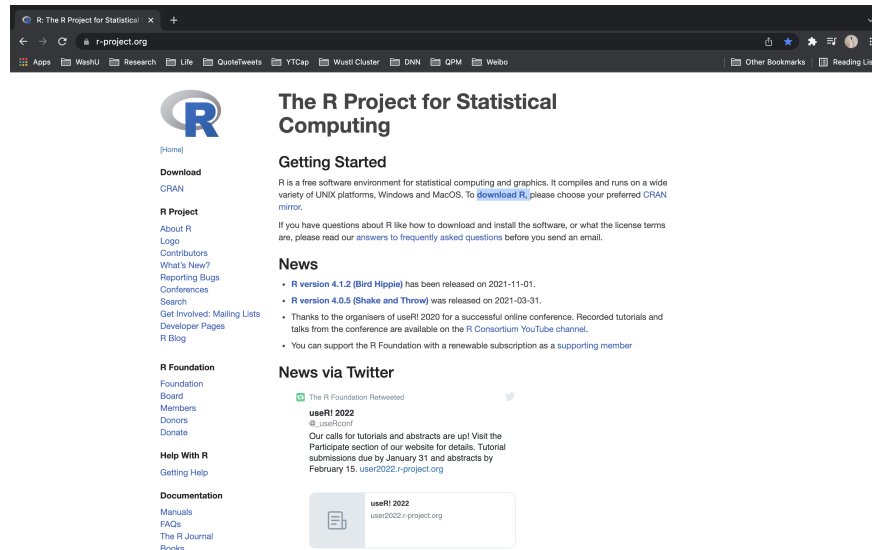 R: The R Project for Statistical
r-project.org
Apps WashU Research Life QuoteTweets YTCap Wustl Cluster DNN QPM Weibo Other Bookmarks Reading Lis
R
[Home]
Download
CRAN
R Project
About R
Logo
Contributors
What's New?
Reporting Bugs
Conferences
Search
Get Involved: Mailing Lists
Developer Pages
R Blog
R Foundation
Foundation
Board
Members
Donors
Donate
Help With R
Getting Help
Documentation
Manuals
FAQs
The R Journal
Books
The R Project for Statistical
Computing
Getting Started
R is a free software environment for statistical computing and graphics. It compiles and runs on a wide
variety of UNIX platforms, Windows and MacOS. To download R, please choose your preferred CRAN
mirror.
If you have questions about R like how to download and install the software, or what the license terms
are, please read our answers to frequently asked questions before you send an email.
News
• R version 4.1.2 (Bird Hippie) has been released on 2021-11-01.
• R version 4.0.5 (Shake and Throw) was released on 2021-03-31.
• Thanks to the organisers of useR! 2020 for a successful online conference. Recorded tutorials and
talks from the conference are available on the R Consortium YouTube channel.
• You can support the R Foundation with a renewable subscription as a supporting member
News via Twitter
The R Foundation Retweeted
useR! 2022
@_useRconf
Our calls for tutorials and abstracts are up! Visit the
Participate section of our website for details. Tutorial
submissions due by January 31 and abstracts by
February 15. user2022.r-project.org
useR! 2022
user2022.r-project.org